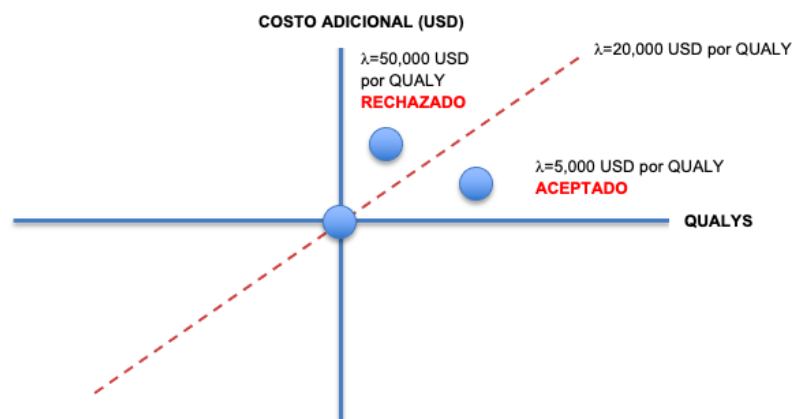 COSTO ADICIONAL (USD)
λ=50,000 USD
por QUALY
RECHAZADO
λ=20,000 USD por QUALY
λ=5,000 USD por QUALY
ACEPTADO
QUALYS